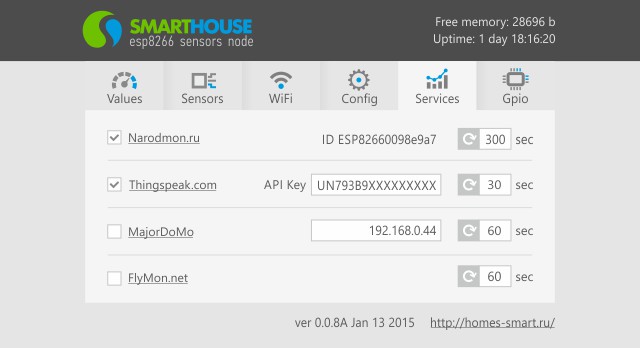 SMARTHOUSE
esp8266 sensors node
Free memory: 28696 b
Uptime: 1 day 18:16:20
Values Sensors WiFi Config Services Gpio
Narodmon.ru ID ESP82660098e9a7 300 sec
Thingspeak.com API Key UN793B9XXXXXXXXX 30 sec
MajorDoMo 192.168.0.44 60 sec
FlyMon.net 60 sec
ver 0.0.8A Jan 13 2015 http://homes-smart.ru/